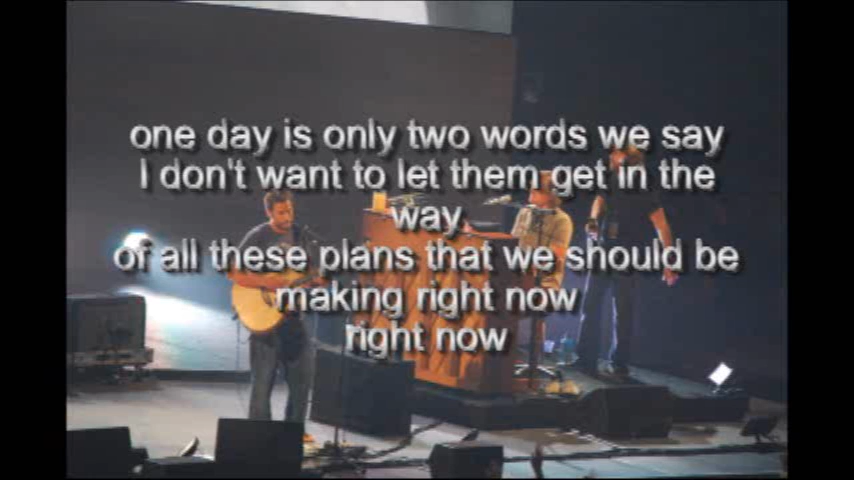 one day is only two words we say
I don't want to let them get in the
way
of all these plans that we should be
making right now
right now